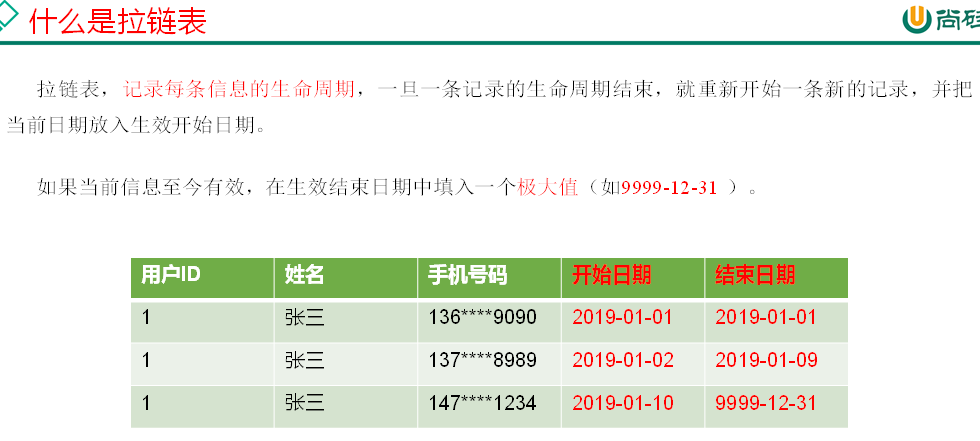 什么是拉链表
尚硅
拉链表，记录每条信息的生命周期，一旦一条记录的生命周期结束，就重新开始一条新的记录，并把
当前日期放入生效开始日期。
如果当前信息至今有效，在生效结束日期中填入一个极大值（如9999-12-31 ）。
用户ID 姓名 手机号码 开始日期 结束日期
1 张三 136****9090 2019-01-01 2019-01-01
1 张三 137****8989 2019-01-02 2019-01-09
1 张三 147****1234 2019-01-10 9999-12-31